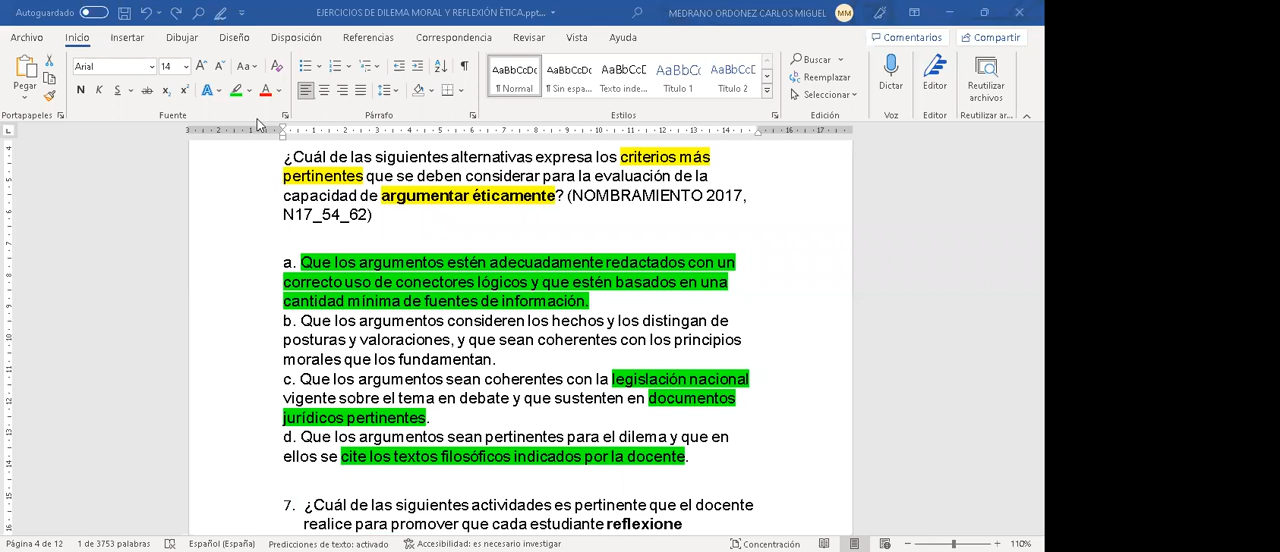 Autoguardado
EJERCICIOS DE DILEMA MORAL Y REFLEXIÓN ÉTICA.ppt...
MEDRANO ORDONEZ CARLOS MIGUEL
MM
Archivo Inicio Insertar Dibujar Diseño Disposición Referencias Correspondencia Revisar Vista Ayuda
Comentarios Compartir
Pegar
Arial 14
Aa
N K S ab x₂ x² A A
AaBbCcDc AaBbCcDc AaBbCcE AaBbCc AaBbCcE
¶ Normal ¶ Sin espa... Texto inde... Título 1 Título 2
Buscar
Reemplazar
Seleccionar
Dictar
Editor
Reutilizar
archivos
Portapapeles Fuente Párrafo Estilos Edición Voz Editor Reutilizar ar...
¿Cuál de las siguientes alternativas expresa los criterios más
pertinentes que se deben considerar para la evaluación de la
capacidad de argumentar éticamente? (NOMBRAMIENTO 2017,
N17_54_62)
a. Que los argumentos estén adecuadamente redactados con un
correcto uso de conectores lógicos y que estén basados en una
cantidad mínima de fuentes de información.
b. Que los argumentos consideren los hechos y los distingan de
posturas y valoraciones, y que sean coherentes con los principios
morales que los fundamentan.
c. Que los argumentos sean coherentes con la legislación nacional
vigente sobre el tema en debate y que sustenten en documentos
jurídicos pertinentes.
d. Que los argumentos sean pertinentes para el dilema y que en
ellos se cite los textos filosóficos indicados por la docente.
7. ¿Cuál de las siguientes actividades es pertinente que el docente
realice para promover que cada estudiante reflexione
Página 4 de 12 1 de 3753 palabras Español (España) Predicciones de texto: activado Accesibilidad: es necesario investigar Concentración 110%